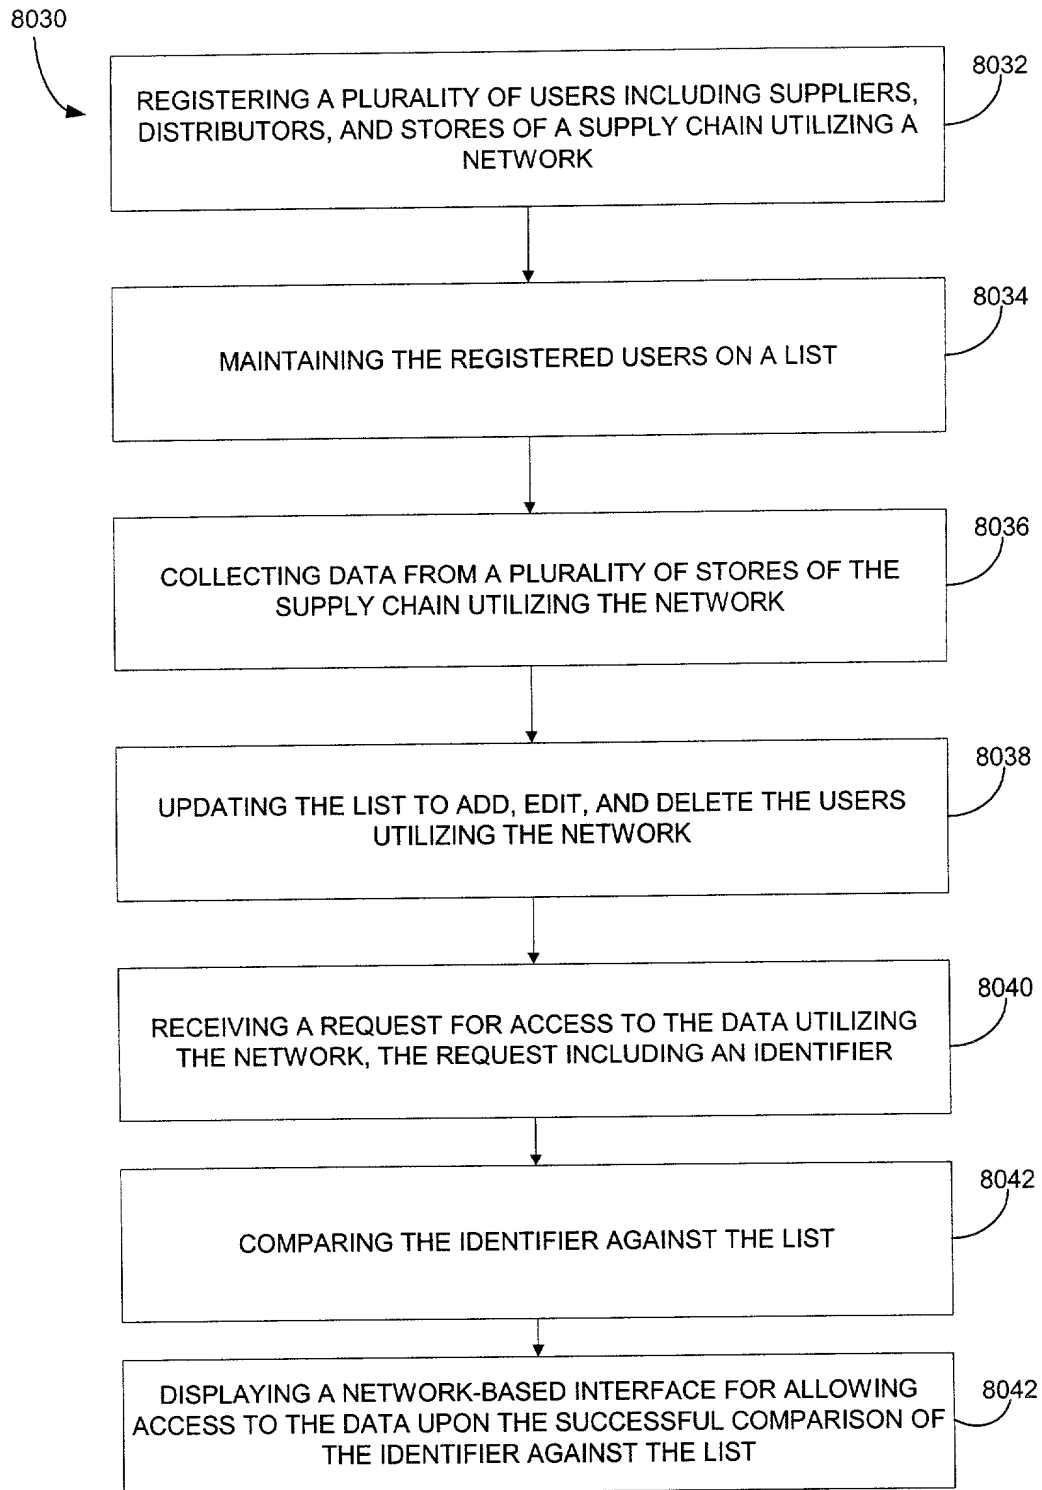 8030
8032
REGISTERING A PLURALITY OF USERS INCLUDING SUPPLIERS,
DISTRIBUTORS, AND STORES OF A SUPPLY CHAIN UTILIZING A
NETWORK
8034
MAINTAINING THE REGISTERED USERS ON A LIST
8036
COLLECTING DATA FROM A PLURALITY OF STORES OF THE
SUPPLY CHAIN UTILIZING THE NETWORK
8038
UPDATING THE LIST TO ADD, EDIT, AND DELETE THE USERS
UTILIZING THE NETWORK
8040
RECEIVING A REQUEST FOR ACCESS TO THE DATA UTILIZING
THE NETWORK, THE REQUEST INCLUDING AN IDENTIFIER
8042
COMPARING THE IDENTIFIER AGAINST THE LIST
8042
DISPLAYING A NETWORK-BASED INTERFACE FOR ALLOWING
ACCESS TO THE DATA UPON THE SUCCESSFUL COMPARISON OF
THE IDENTIFIER AGAINST THE LIST